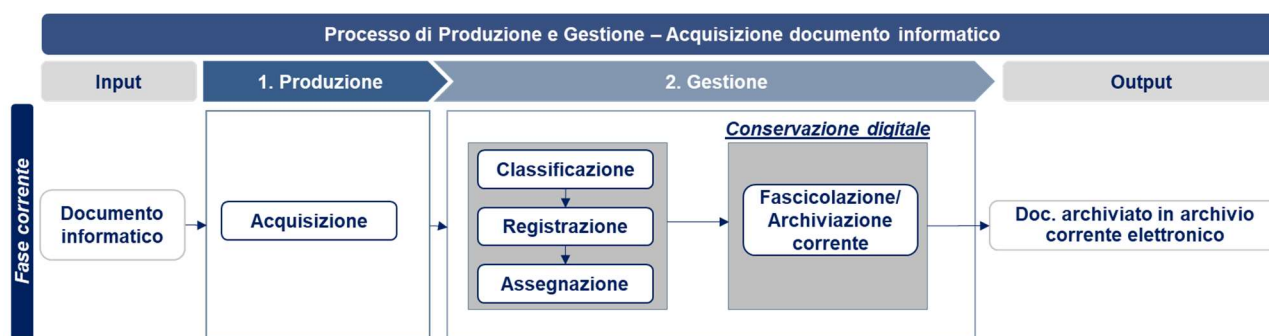 Processo di Produzione e Gestione – Acquisizione documento informatico
Input
1. Produzione
2. Gestione
Output
Fase corrente
Documento
informatico
Acquisizione
Classificazione
Registrazione
Assegnazione
Conservazione digitale
Fascicolazione/
Archiviazione
corrente
Doc. archiviato in archivio
corrente elettronico